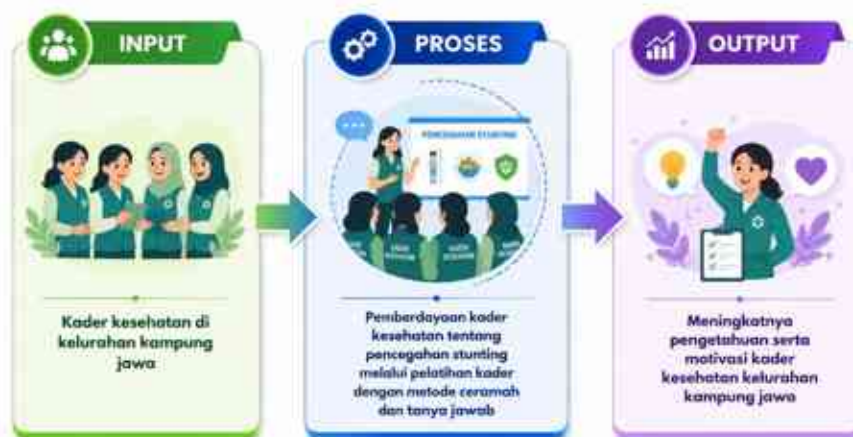 INPUT
Kader kesehatan di
kelurahan kampung
jawa
PROSES
PENCEGAHAN STUNTING
Pemberdayaan kader
kesehatan tentang
pencegahan stunting
melalui pelatihan kader
dengan metode ceramah
dan tanya jawab
OUTPUT
Meningkatnya
pengetahuan serta
motivasi kader
kesehatan kelurahan
kampung jawa